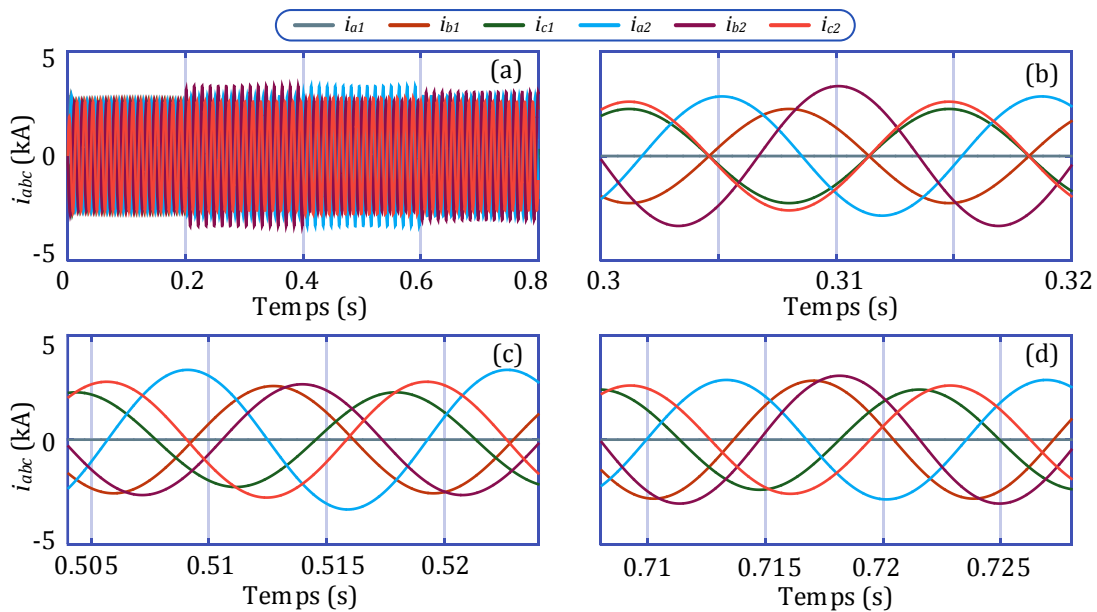 ia1 ib1 ic1 ia2 ib2 ic2
(a)
5
0
-5
iabc (kA)
0 0.2 0.4 0.6 0.8
Temps (s)
(b)
0.3 0.31 0.32
Temps (s)
(c)
5
0
-5
iabc (kA)
0.505 0.51 0.515 0.52
Temps (s)
(d)
0.71 0.715 0.72 0.725
Temps (s)